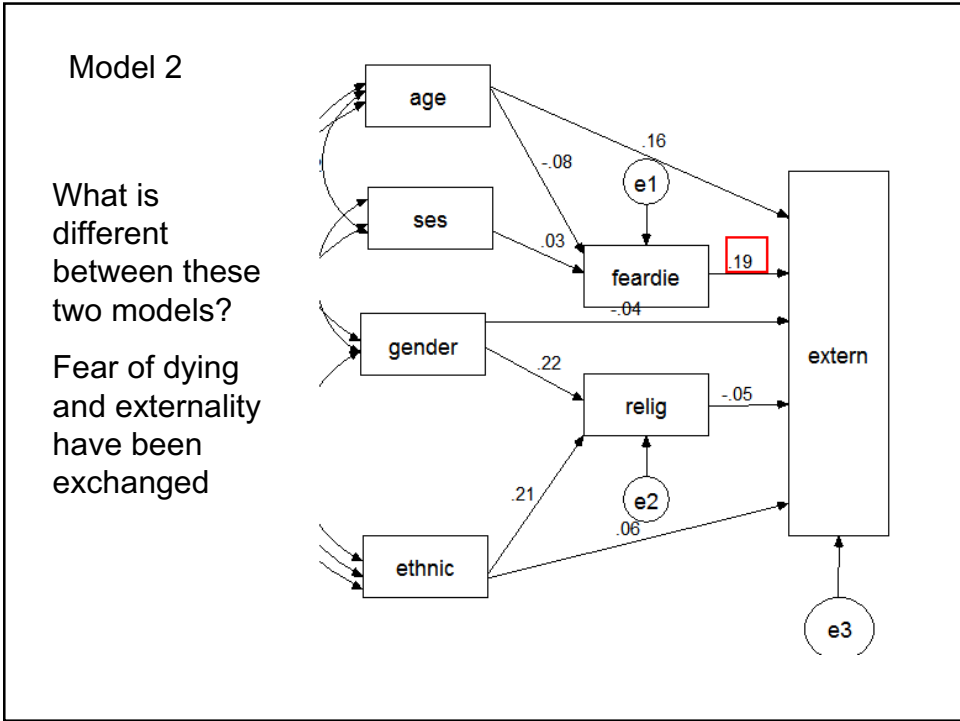 Model 2
What is
different
between these
two models?
Fear of dying
and externality
have been
exchanged
age
.16
-.08
e1
ses
.03
feardie
.19
-.04
gender
.22
extern
relig
-.05
.21
e2
.06
ethnic
e3